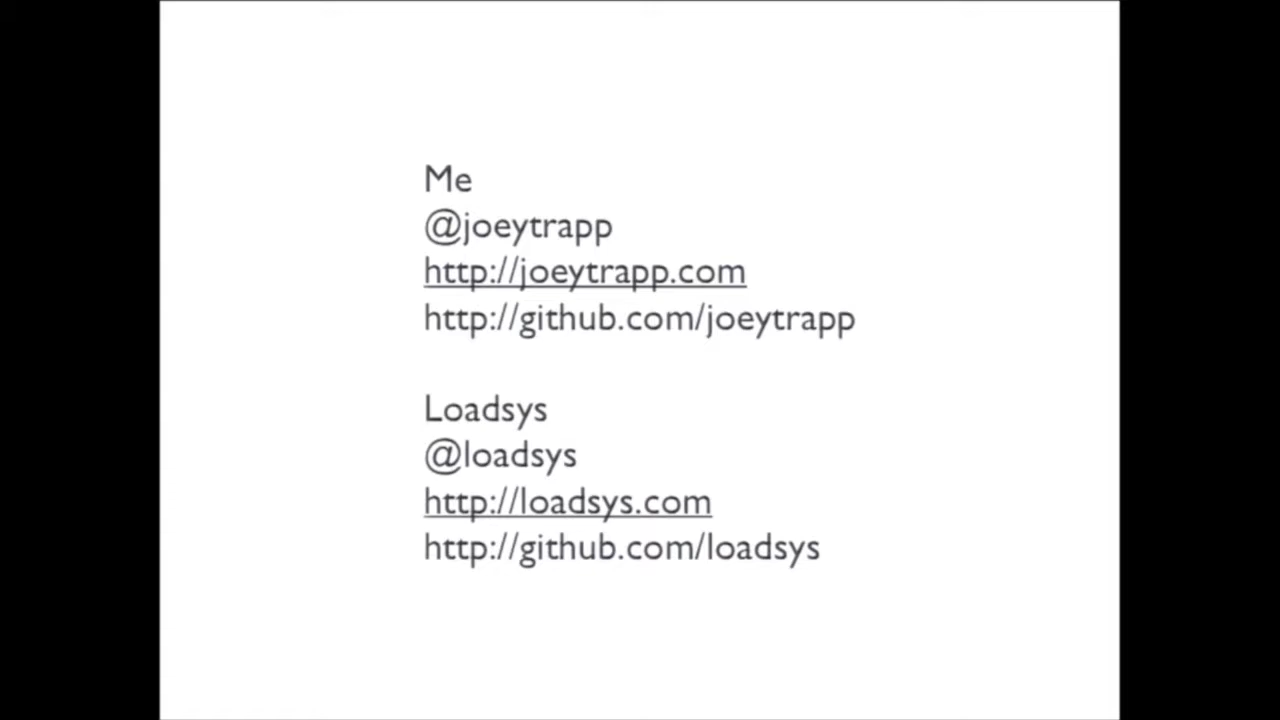 Me
@joeytrapp
http://joeytrapp.com
http://github.com/joeytrapp
Loadsys
@loadsys
http://loadsys.com
http://github.com/loadsys